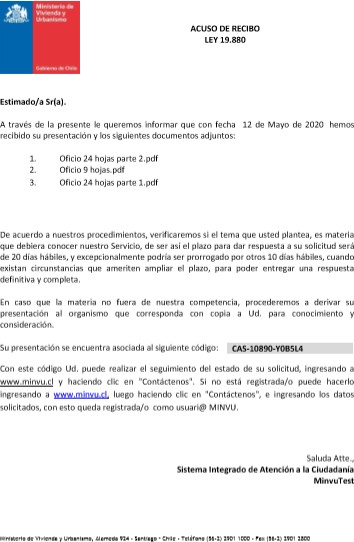 Ministerio de
Vivienda y
Urbanismo
Gobierno de Chile
ACUSO DE RECIBO
LEY 19.880
Estimado/a Sr(a).
A través de la presente le queremos informar que con fecha 12 de Mayo de 2020 hemos
recibido su presentación y los siguientes documentos adjuntos:
1. Oficio 24 hojas parte 2.pdf
2. Oficio 9 hojas.pdf
3. Oficio 24 hojas parte 1.pdf
De acuerdo a nuestros procedimientos, verificaremos si el tema que usted plantea, es materia
que debiera conocer nuestro Servicio, de ser así el plazo para dar respuesta a su solicitud será
de 20 días hábiles, y excepcionalmente podría ser prorrogado por otros 10 días hábiles, cuando
existan circunstancias que ameriten ampliar el plazo, para poder entregar una respuesta
definitiva y completa.
En caso que la materia no fuera de nuestra competencia, procederemos a derivar su
presentación al organismo que corresponda con copia a Ud. para conocimiento y
consideración.
Su presentación se encuentra asociada al siguiente código: CAS-10890-Y0B5L4
Con este código Ud. puede realizar el seguimiento del estado de su solicitud, ingresando a
www.minvu.cl y haciendo clic en "Contáctenos". Si no está registrada/o puede hacerlo
ingresando a www.minvu.cl, luego haciendo clic en "Contáctenos", e ingresando los datos
solicitados, con esto queda registrada/o como usuari@ MINVU.
Saluda Atte.,
Sistema Integrado de Atención a la Ciudadanía
MinvuTest
Ministerio de Vivienda y Urbanismo, Alameda 924 - Santiago - Chile - Teléfono (56-2) 2901 1000 - Fax (56-2) 2901 2800